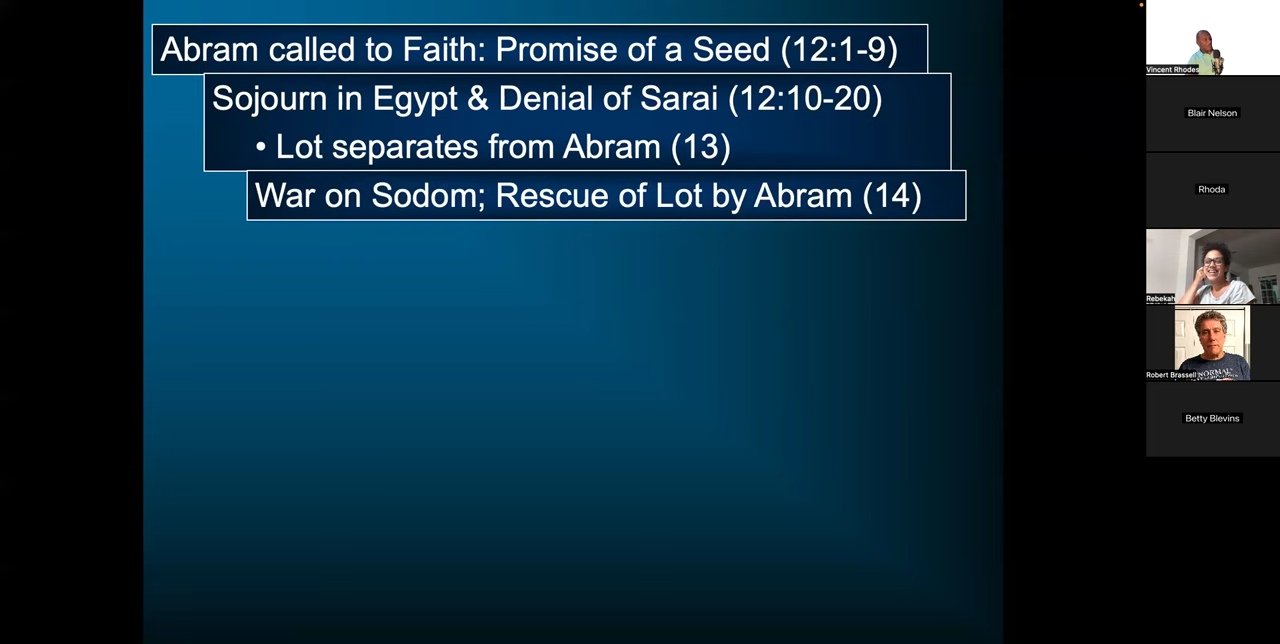 Abram called to Faith: Promise of a Seed (12:1-9)
Sojourn in Egypt & Denial of Sarai (12:10-20)
• Lot separates from Abram (13)
War on Sodom; Rescue of Lot by Abram (14)
Vincent Rhodes
Blair Nelson
Rhoda
Rebekah
Robert Brassell
NORMAL
Betty Blevins